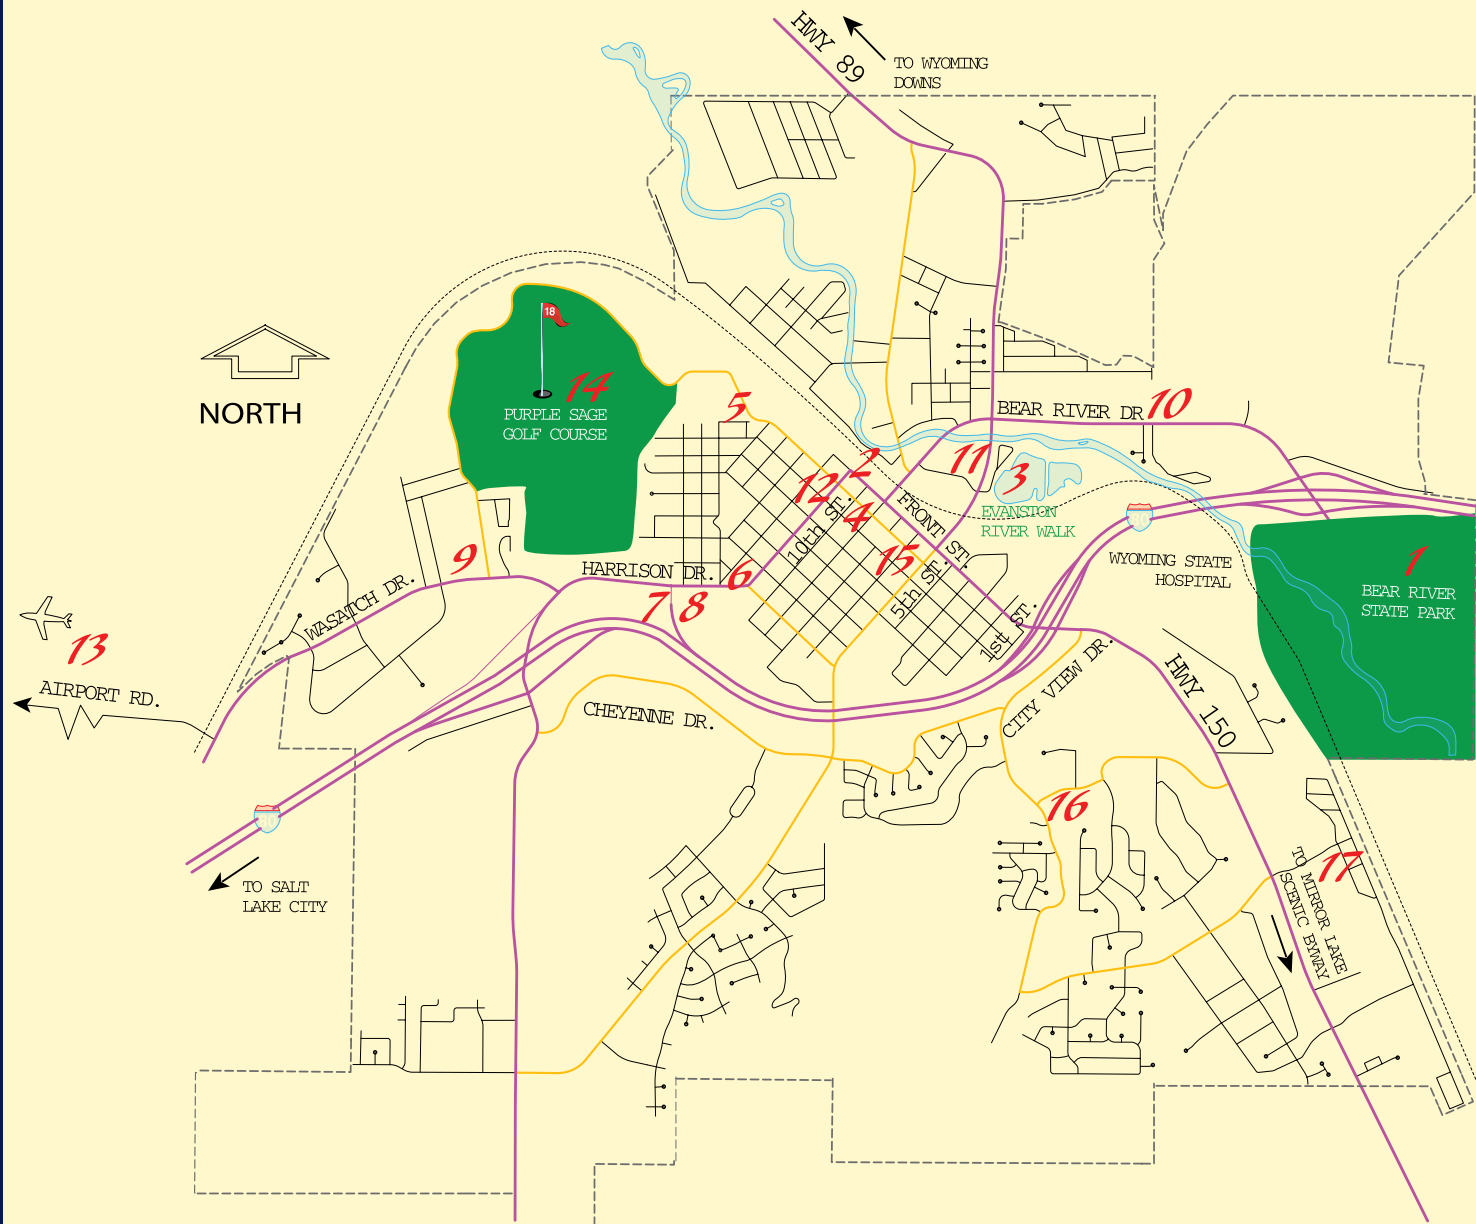 HWY 89
TO WYOMING
DOWNS
18
14
PURPLE SAGE
GOLF COURSE
NORTH
5
BEAR RIVER DR
10
2
11
3
12
4
EVANSTON
RIVER WALK
FRONT ST.
10th ST.
80
15
WYOMING STATE
HOSPITAL
1
BEAR RIVER
STATE PARK
9
HARRISON DR.
6
7
8
5th ST.
1st ST.
WASATCH DR.
13
AIRPORT RD.
CITY VIEW DR.
HWY 150
CHEYENNE DR.
80
16
17
TO MIRROR LAKE
SCENIC BYWAY
TO SALT
LAKE CITY